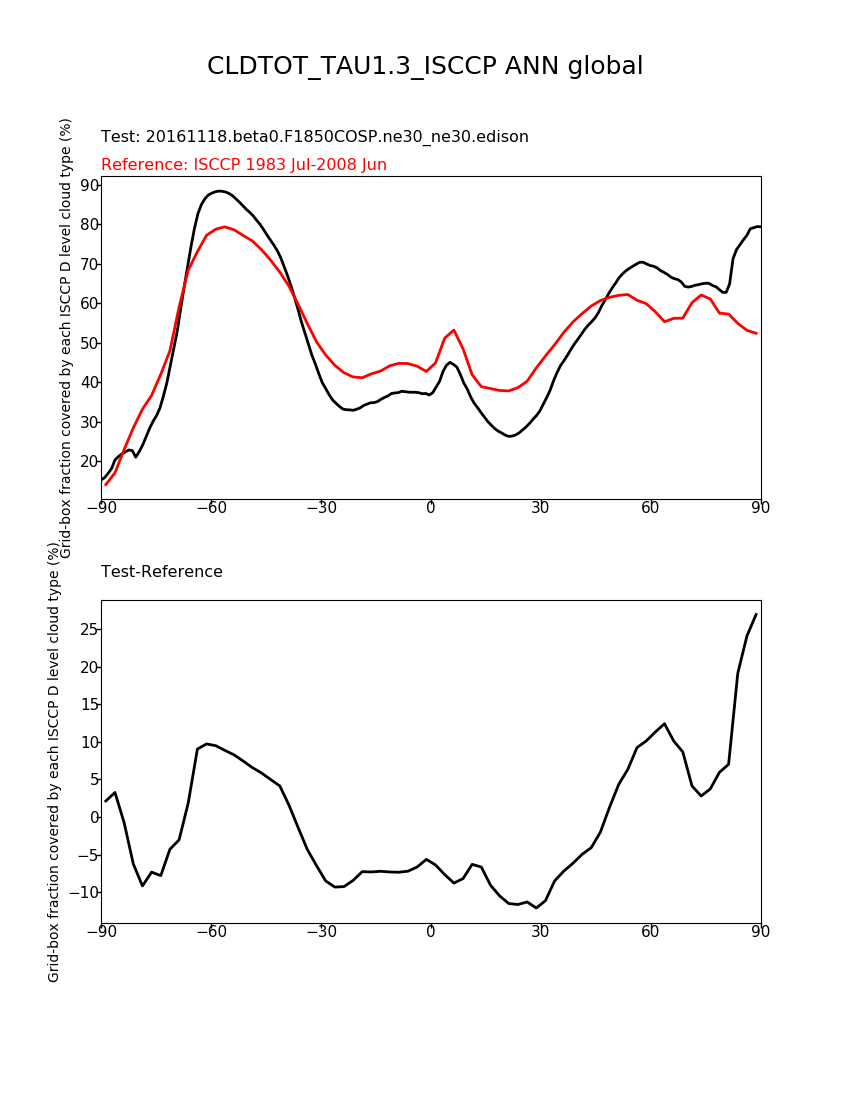 CLDTOT_TAU1.3_ISCCP ANN global
Test: 20161118.beta0.F1850COSP.ne30_ne30.edison
Reference: ISCCP 1983 Jul-2008 Jun
Grid-box fraction covered by each ISCCP D level cloud type (%)
90
80
70
60
50
40
30
20
−90 −60 −30 0 30 60 90
Test-Reference
Grid-box fraction covered by each ISCCP D level cloud type (%)
25
20
15
10
5
0
−5
−10
−90 −60 −30 0 30 60 90